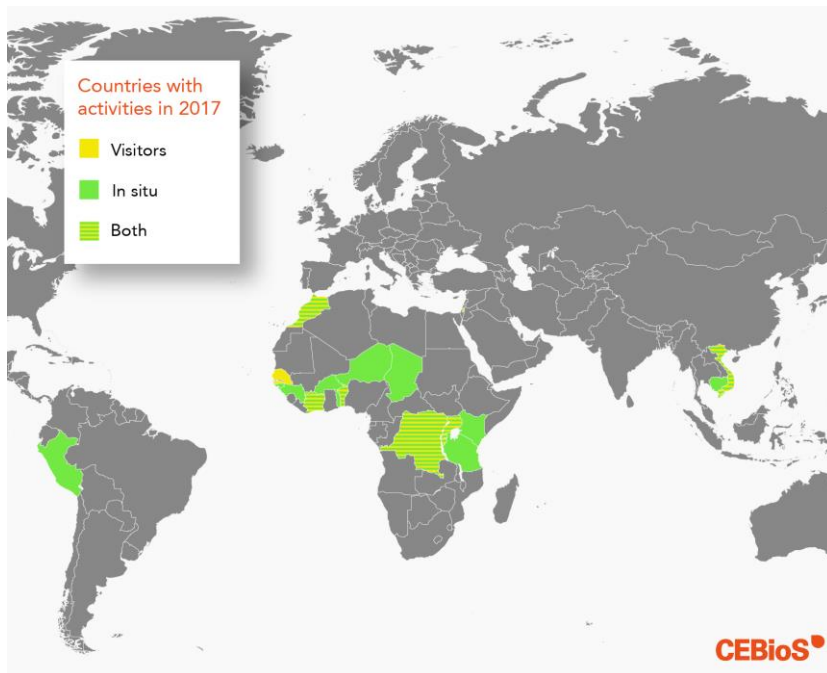 Countries with
activities in 2017
Visitors
In situ
Both
CEBioS